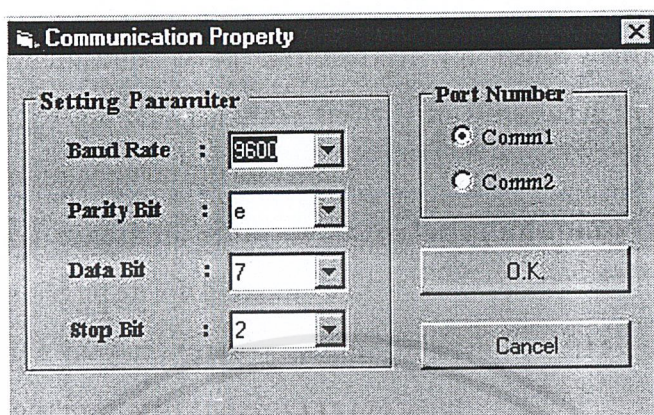 Communication Property
Setting Paramiter
Baud Rate : 9600
Parity Bit : e
Data Bit : 7
Stop Bit : 2
Port Number
Comm1
Comm2
O.K.
Cancel